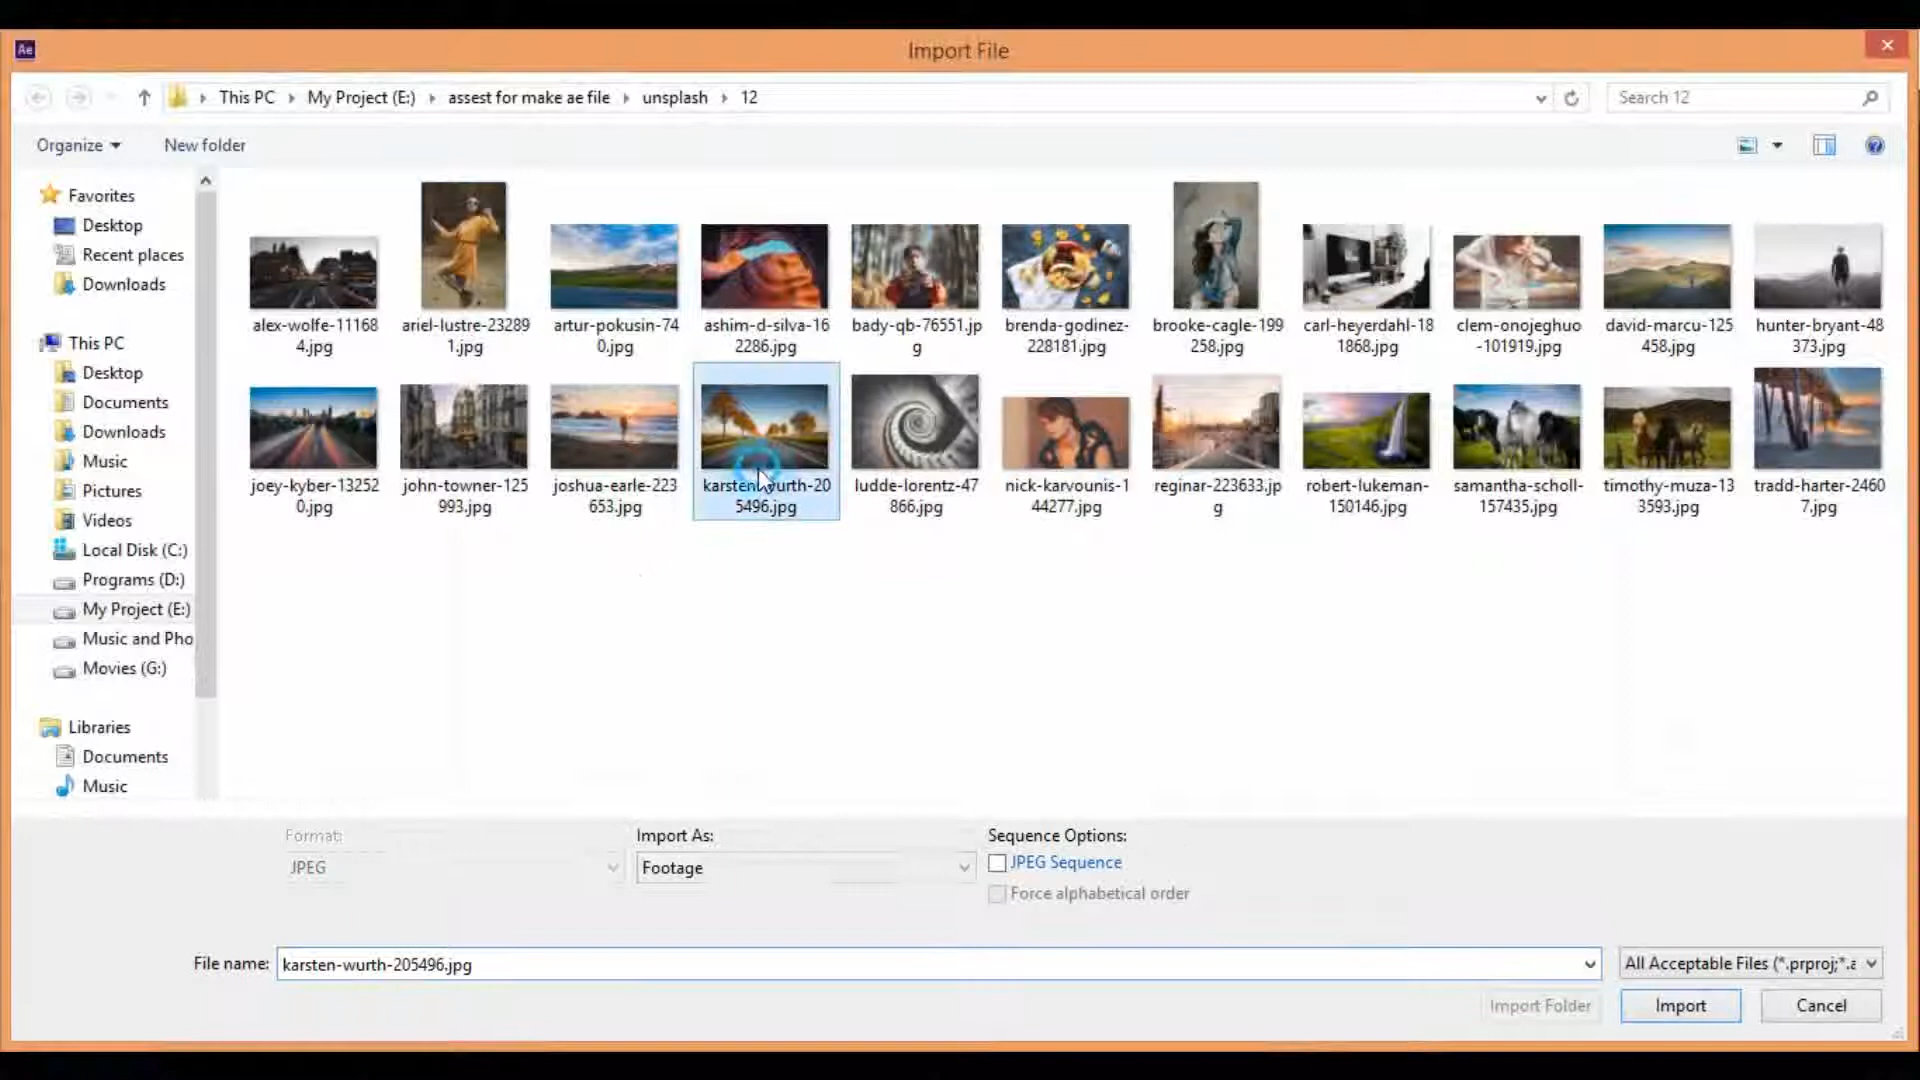 Ae
Import File
This PC
My Project (E:)
assest for make ae file
unsplash
12
Search 12
Organize
New folder
Favorites
Desktop
Recent places
Downloads
This PC
Desktop
Documents
Downloads
Music
Pictures
Videos
Local Disk (C:)
Programs (D:)
My Project (E:)
Music and Pho
Movies (G:)
Libraries
Documents
Music
alex-wolfe-11168
4.jpg
ariel-lustre-23289
1.jpg
artur-pokusin-74
0.jpg
ashim-d-silva-16
2286.jpg
bady-qb-76551.jp
g
brenda-godinez-
228181.jpg
brooke-cagle-199
258.jpg
carl-heyerdahl-18
1868.jpg
clem-onojeghuo
-101919.jpg
david-marcu-125
458.jpg
hunter-bryant-48
373.jpg
joey-kyber-13252
0.jpg
john-towner-125
993.jpg
joshua-earle-223
653.jpg
karsten-wurth-20
5496.jpg
ludde-lorentz-47
866.jpg
nick-karvounis-1
44277.jpg
reginar-223633.jp
g
robert-lukeman-
150146.jpg
samantha-scholl-
157435.jpg
timothy-muza-13
3593.jpg
tradd-harter-2460
7.jpg
Format:
JPEG
Import As:
Footage
Sequence Options:
JPEG Sequence
Force alphabetical order
File name:
karsten-wurth-205496.jpg
All Acceptable Files (*.prproj;*.a
Import Folder
Import
Cancel